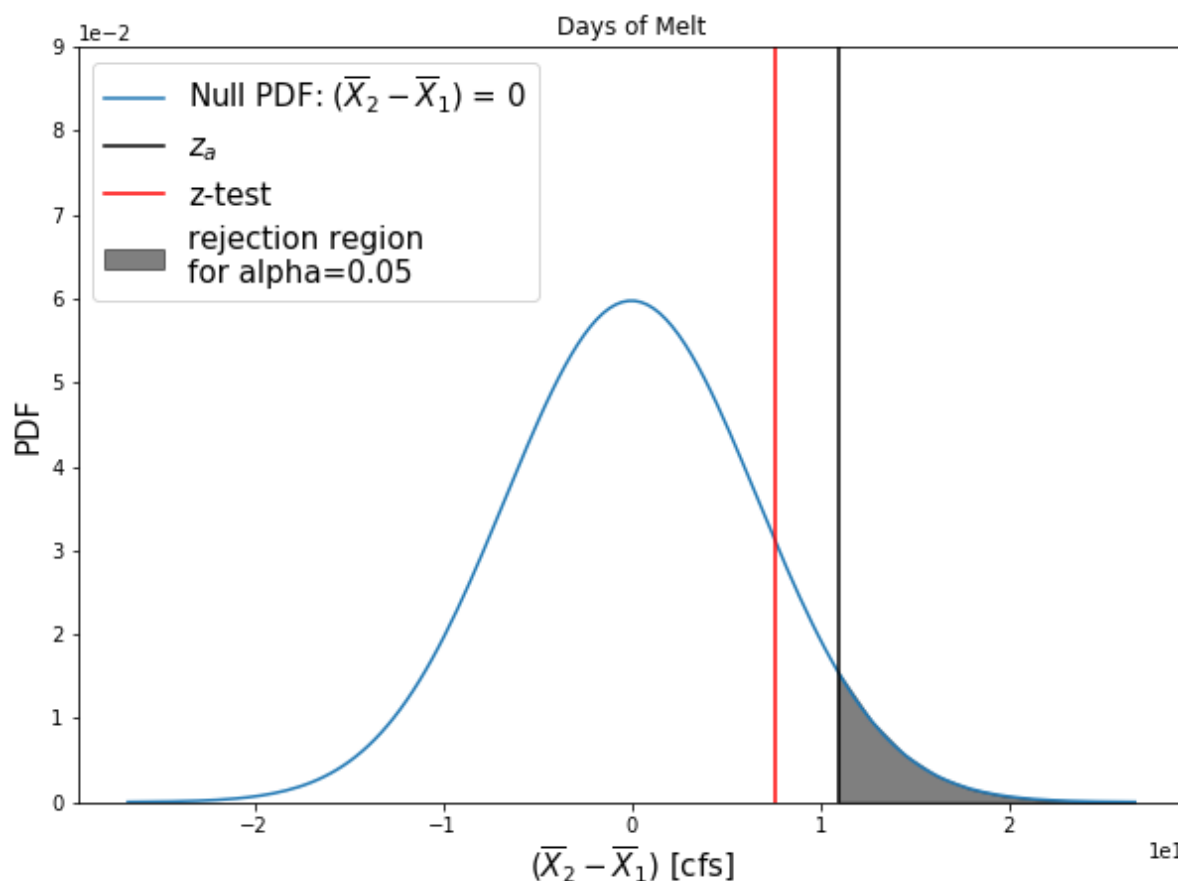 Days of Melt
1e−2
9
8
7
6
5
4
3
2
1
0
PDF
Null PDF: (X̅₂ − X̅₁) = 0
zₐ
z-test
rejection region
for alpha=0.05
−2 −1 0 1 2
1e1
(X̅₂ − X̅₁) [cfs]